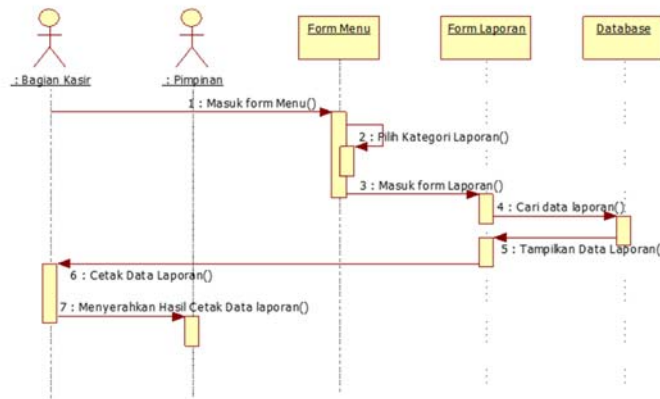 Form Menu
Form Laporan
Database
: Bagian Kasir
: Pimpinan
1 : Masuk form Menu()
2 : Pilih Kategori Laporan()
3 : Masuk form Laporan()
4 : Cari data laporan()
5 : Tampilkan Data Laporan()
6 : Cetak Data Laporan()
7 : Menyerahkan Hasil Cetak Data laporan()